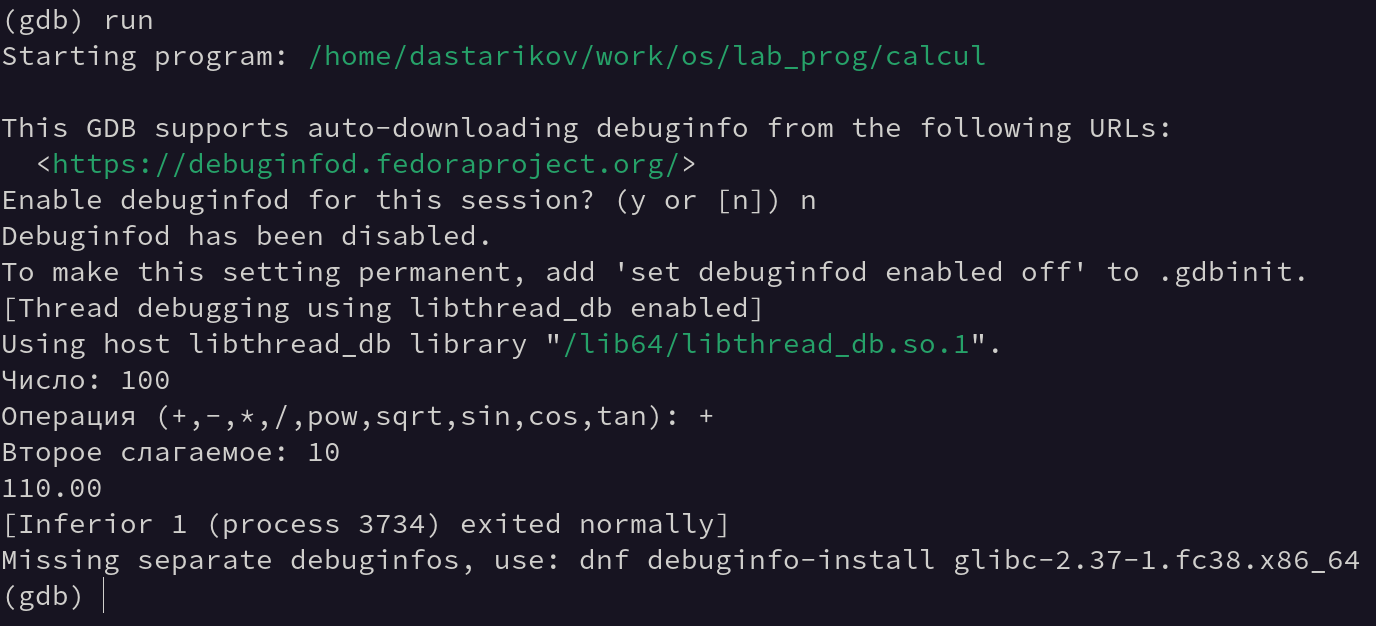 (gdb) run
Starting program: /home/dastarikov/work/os/lab_prog/calcul
This GDB supports auto-downloading debuginfo from the following URLs:
<https://debuginfod.fedoraproject.org/>
Enable debuginfod for this session? (y or [n]) n
Debuginfod has been disabled.
To make this setting permanent, add 'set debuginfod enabled off' to .gdbinit.
[Thread debugging using libthread_db enabled]
Using host libthread_db library "/lib64/libthread_db.so.1".
Число: 100
Операция (+,-,*,/,pow,sqrt,sin,cos,tan): +
Второе слагаемое: 10
110.00
[Inferior 1 (process 3734) exited normally]
Missing separate debuginfos, use: dnf debuginfo-install glibc-2.37-1.fc38.x86_64
(gdb)